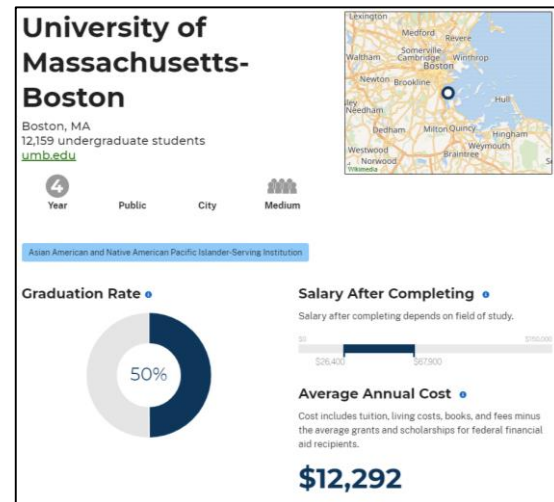 University of
Massachusetts-
Boston
Boston, MA
12,159 undergraduate students
umb.edu
4
Year
Public
City
Medium
Asian American and Native American Pacific Islander-Serving Institution
Lexington
Medford
Revere
Somerville
Waltham
Cambridge
Winthrop
Boston
Newton
Brookline
Hull
Needham
Dedham
Milton
Quincy
Hingham
Weymouth
Westwood
Braintree
Norwood
Wikimedia
Graduation Rate
50%
Salary After Completing
Salary after completing depends on field of study.
$0
$26,400
$67,900
Average Annual Cost
Cost includes tuition, living costs, books, and fees minus
the average grants and scholarships for federal financial
aid recipients.
$12,292